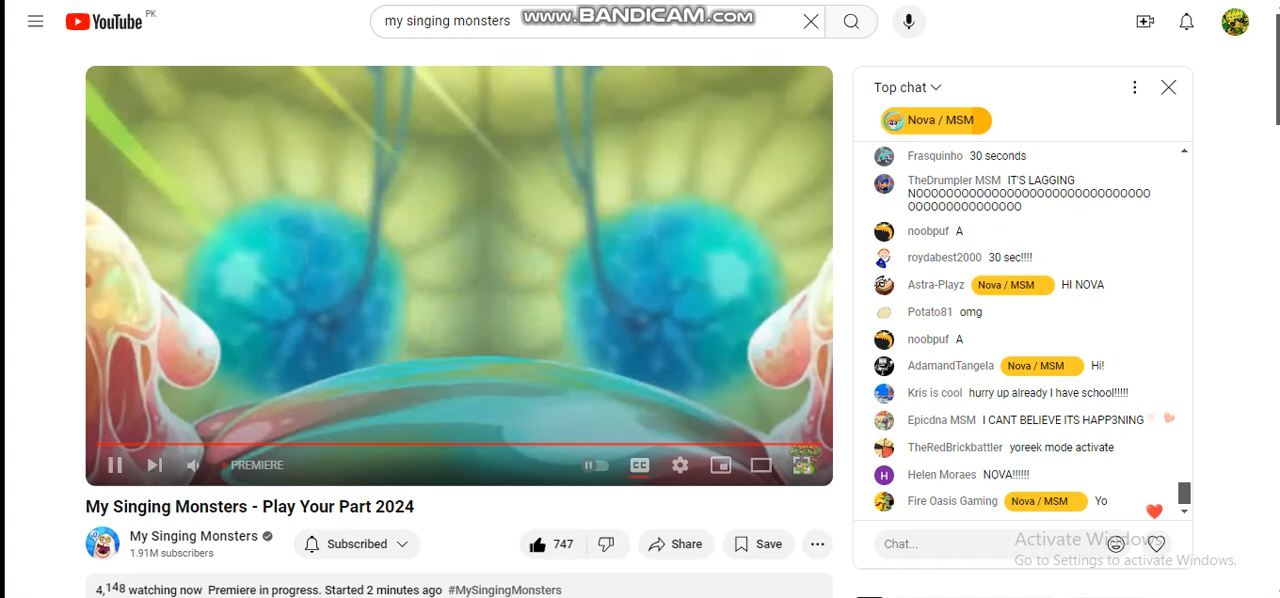 YouTube PK
my singing monsters
WWW.BANDICAM.COM
Top chat
Nova / MSM
Frasquinho 30 seconds
TheDrumpler MSM IT'S LAGGING
NOOOOOOOOOOOOOOOOOOOOOOOOOOOOOOO
OOOOOOOOOOOOOOO
noobpuf A
roydabest2000 30 sec!!!!
Astra-Playz Nova / MSM HI NOVA
Potato81 omg
noobpuf A
AdamandTangela Nova / MSM Hi!
Kris is cool hurry up already I have school!!!!!
Epicdna MSM I CANT BELIEVE ITS HAPP3NING
TheRedBrickbattler yoreek mode activate
H Helen Moraes NOVA!!!!!!
Fire Oasis Gaming Nova / MSM Yo
Chat...
PREMIERE
CC
My Singing Monsters - Play Your Part 2024
My Singing Monsters
1.91M subscribers
Subscribed
747
Share
Save
4,148 watching now Premiere in progress. Started 2 minutes ago #MySingingMonsters
Activate Windows
Go to Settings to activate Windows.